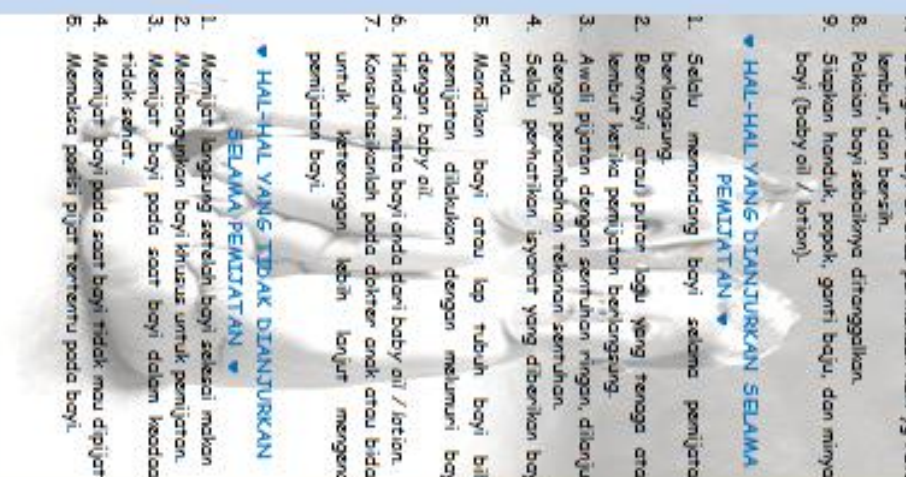 lembut, dan bersih.
8. Pakaian bayi sebaiknya ditanggalkan.
9. Siapkan handuk, popok, ganti baju, dan minya
bayi (baby oil / lotion).
♥ HAL-HAL YANG DIANJURKAN SELAMA
PEMIJATAN ♥
1. Selalu memandang bayi selama pemijata
berlangsung.
2. Bernyayi atau putar lagu yang tenaga ata
lembut ketika pemijatan berlangsung.
3. Awali pijatan dengan sentuhan ringan, dilanju
dengan penambahan tekanan sentuhan.
4. Selalu perhatikan isyarat yang diberikan bay
anda.
5. Mandikan bayi atau lap tubuh bayi bil
pemijatan dilakukan dengan melumuri bay
dengan baby oil.
6. Hindari mata bayi anda dari baby oil / lotion.
7. Konsultasikanlah pada dokter anak atau bida
untuk keterangan lebih lanjut mengena
pemijatan bayi.
♥ HAL-HAL YANG TIDAK DIANJURKAN
SELAMA PEMIJATAN ♥
1. Memijat langsung setelah bayi selesai makan
2. Membangunkan bayi khusus untuk pemijatan.
3. Memijat bayi pada saat bayi dalam keadaa
tidak sehat.
4. Memijat bayi pada saat bayi tidak mau dipijat
5. Memaksa posisi pijat tertentu pada bayi.